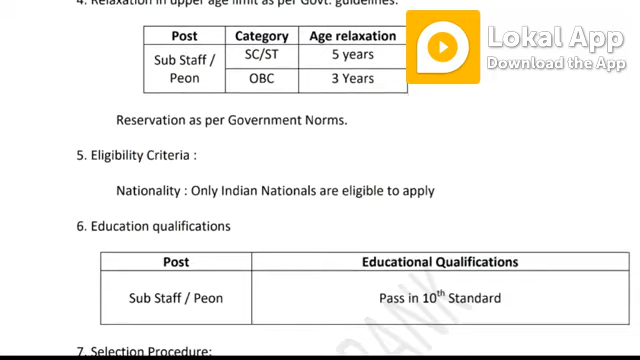 4. Relaxation in upper age limit as per Govt. guidelines.
Post Category Age relaxation
Sub Staff / Peon SC/ST 5 years
OBC 3 Years
Lokal App
Download the App
Reservation as per Government Norms.
5. Eligibility Criteria :
Nationality : Only Indian Nationals are eligible to apply
6. Education qualifications
Post Educational Qualifications
Sub Staff / Peon Pass in 10th Standard
BANK
7. Selection Procedure: